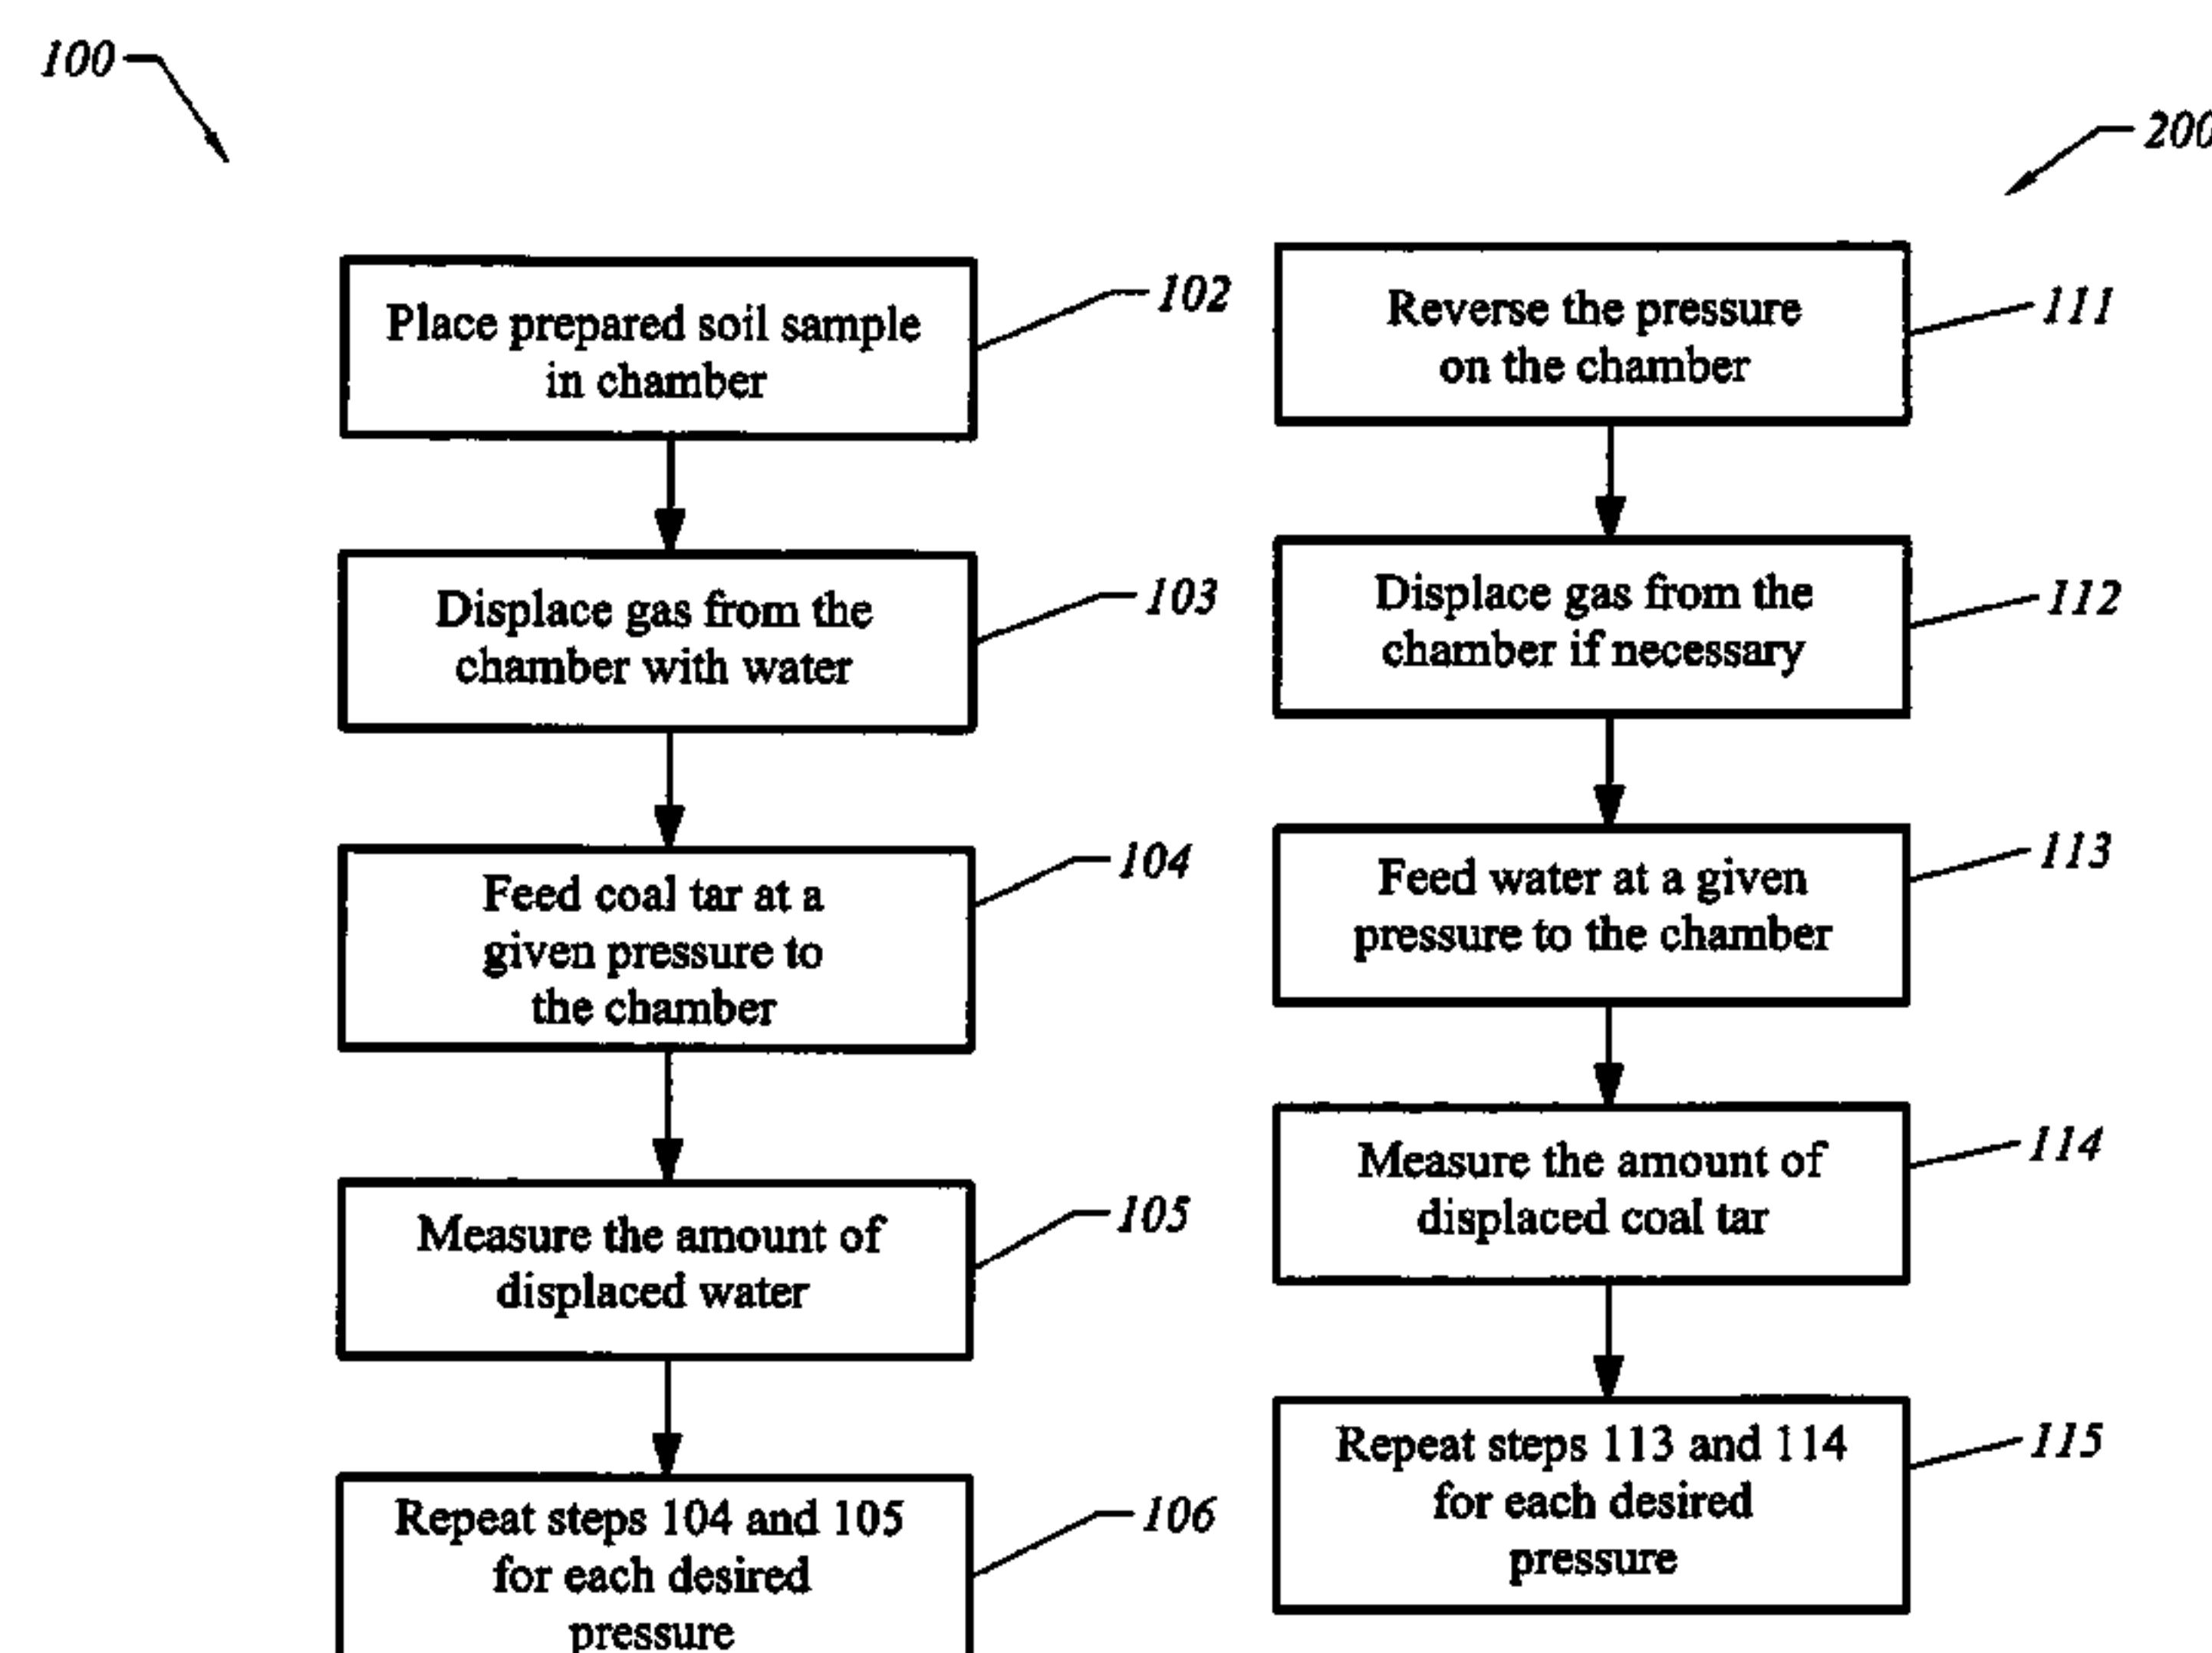 100
Place prepared soil sample
in chamber
102
Displace gas from the
chamber with water
103
Feed coal tar at a
given pressure to
the chamber
104
Measure the amount of
displaced water
105
Repeat steps 104 and 105
for each desired
pressure
106
200
Reverse the pressure
on the chamber
111
Displace gas from the
chamber if necessary
112
Feed water at a given
pressure to the chamber
113
Measure the amount of
displaced coal tar
114
Repeat steps 113 and 114
for each desired
pressure
115